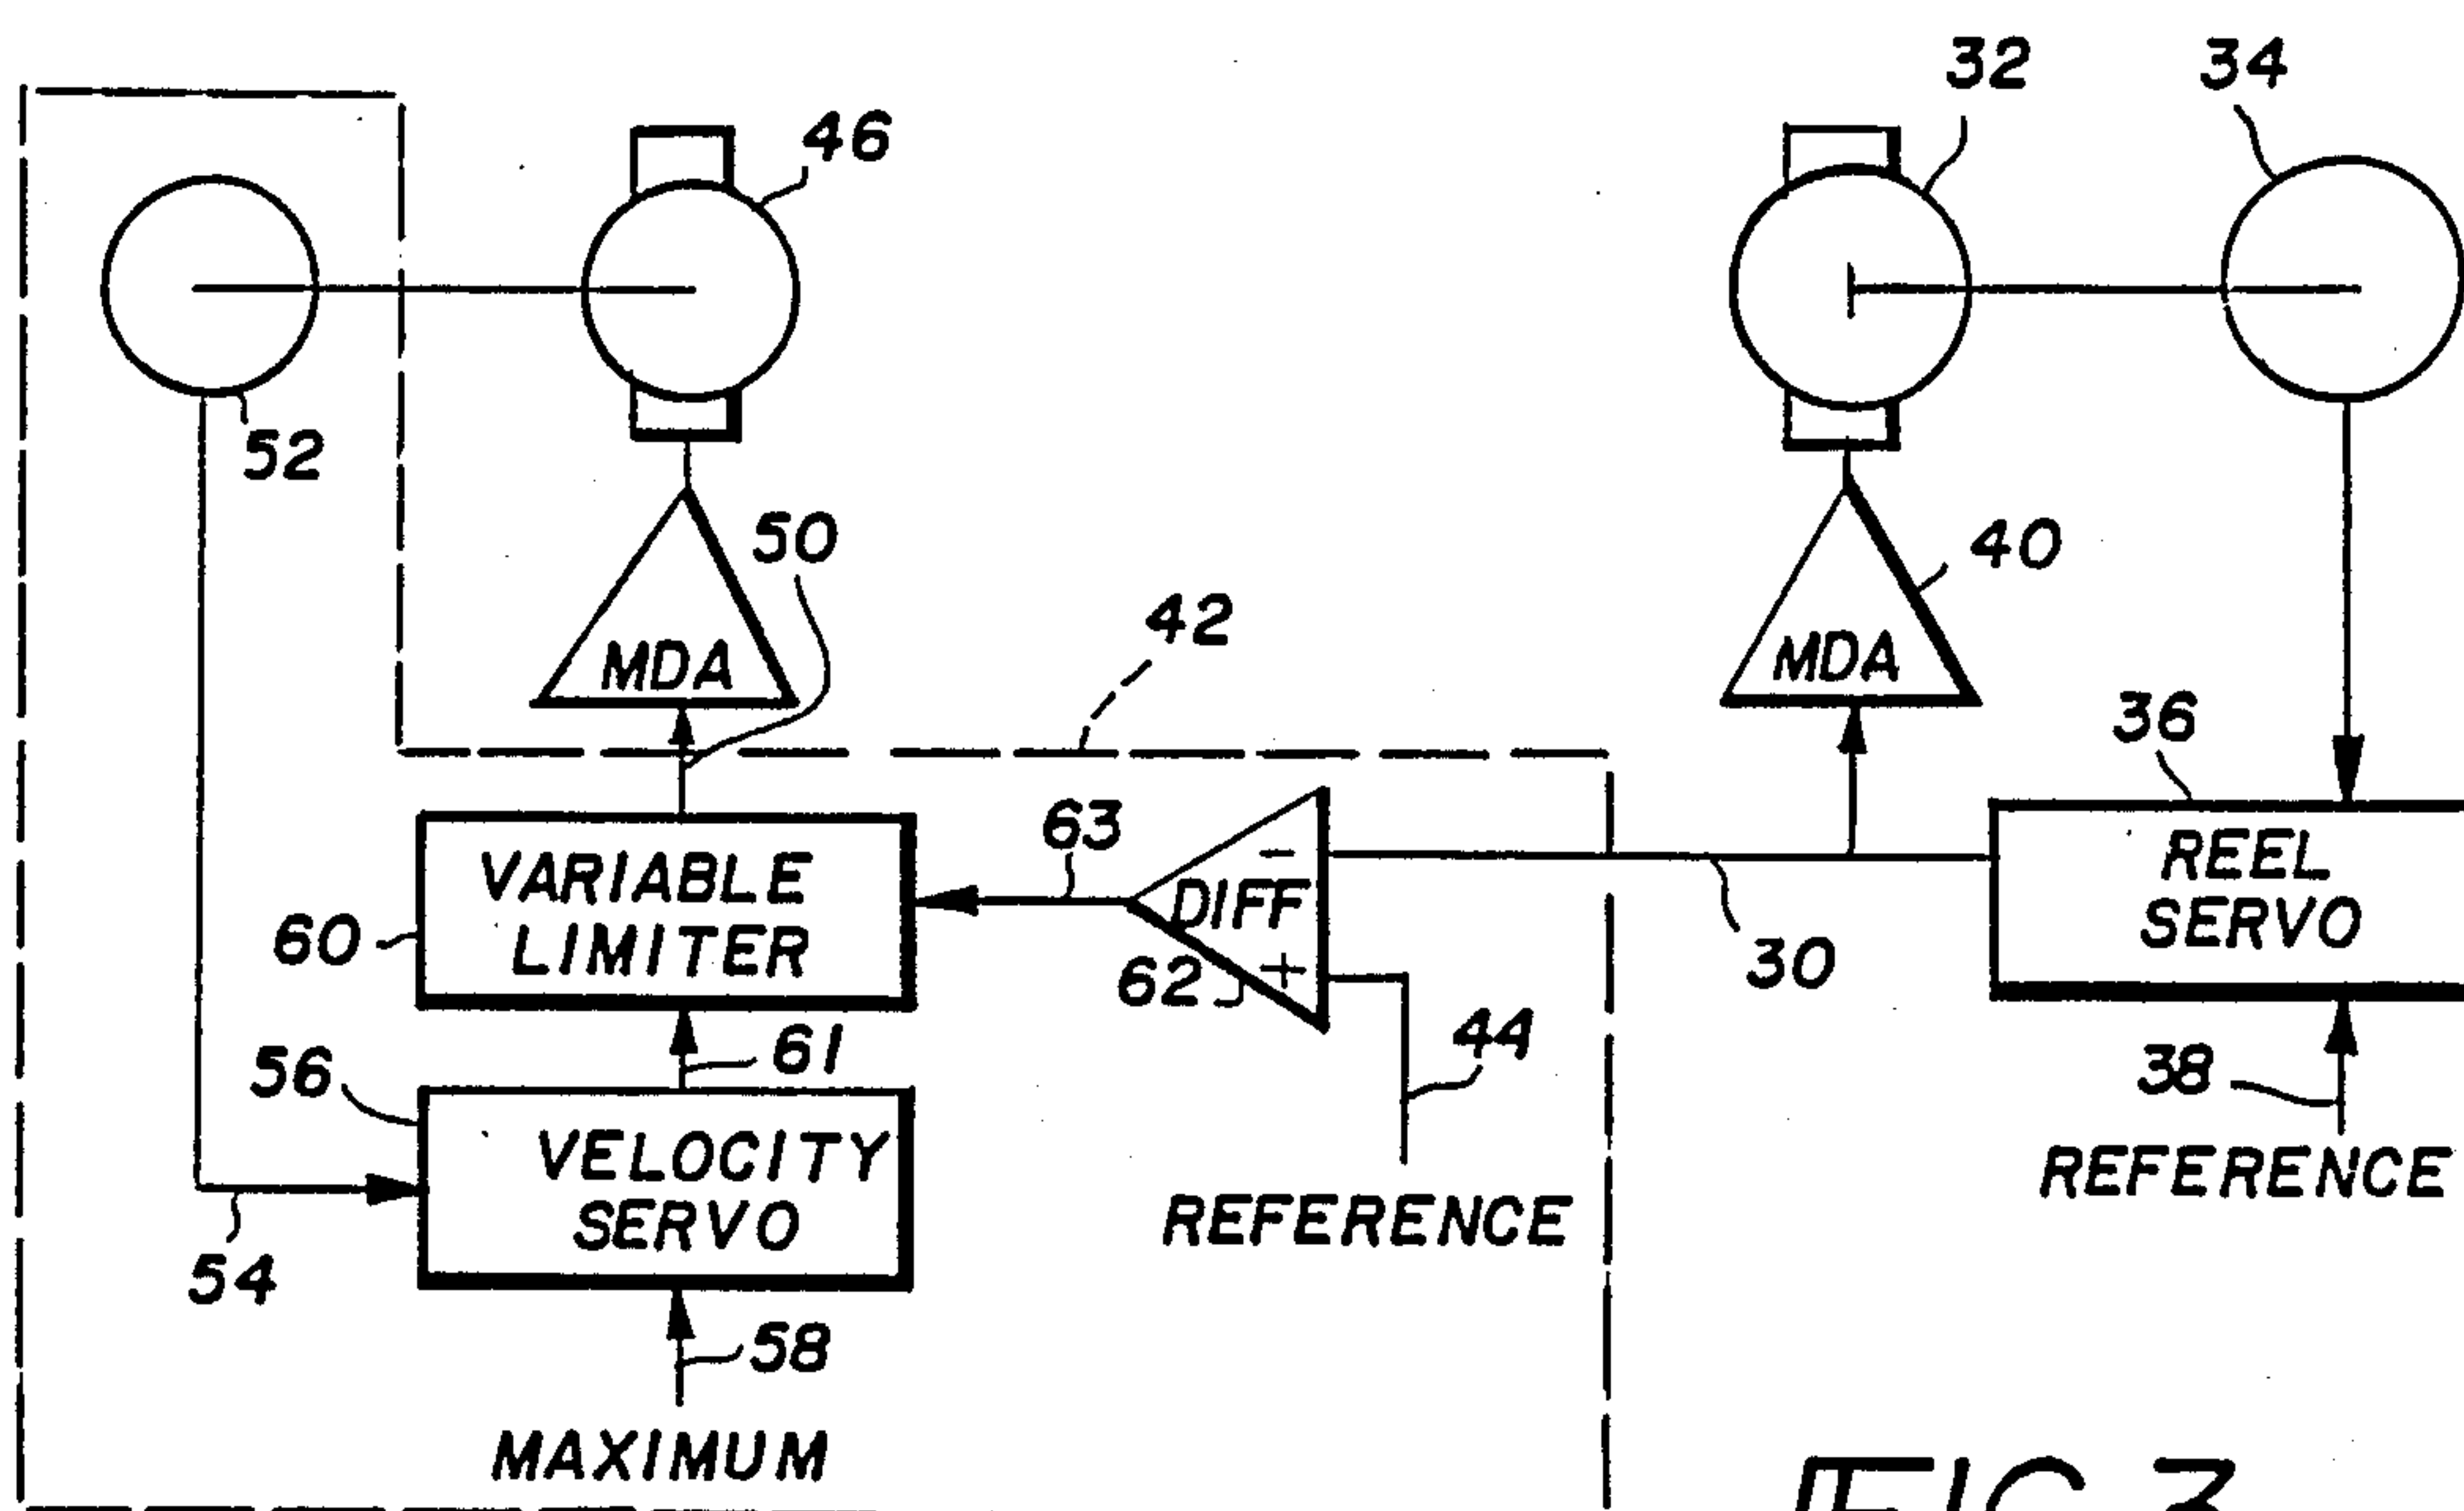 32
34
46
52
50
MDA
40
MDA
42
36
63
VARIABLE
LIMITER
60
-
DIFF
+
62
30
REEL
SERVO
44
38
REFERENCE
61
56
VELOCITY
SERVO
REFERENCE
54
58
MAXIMUM